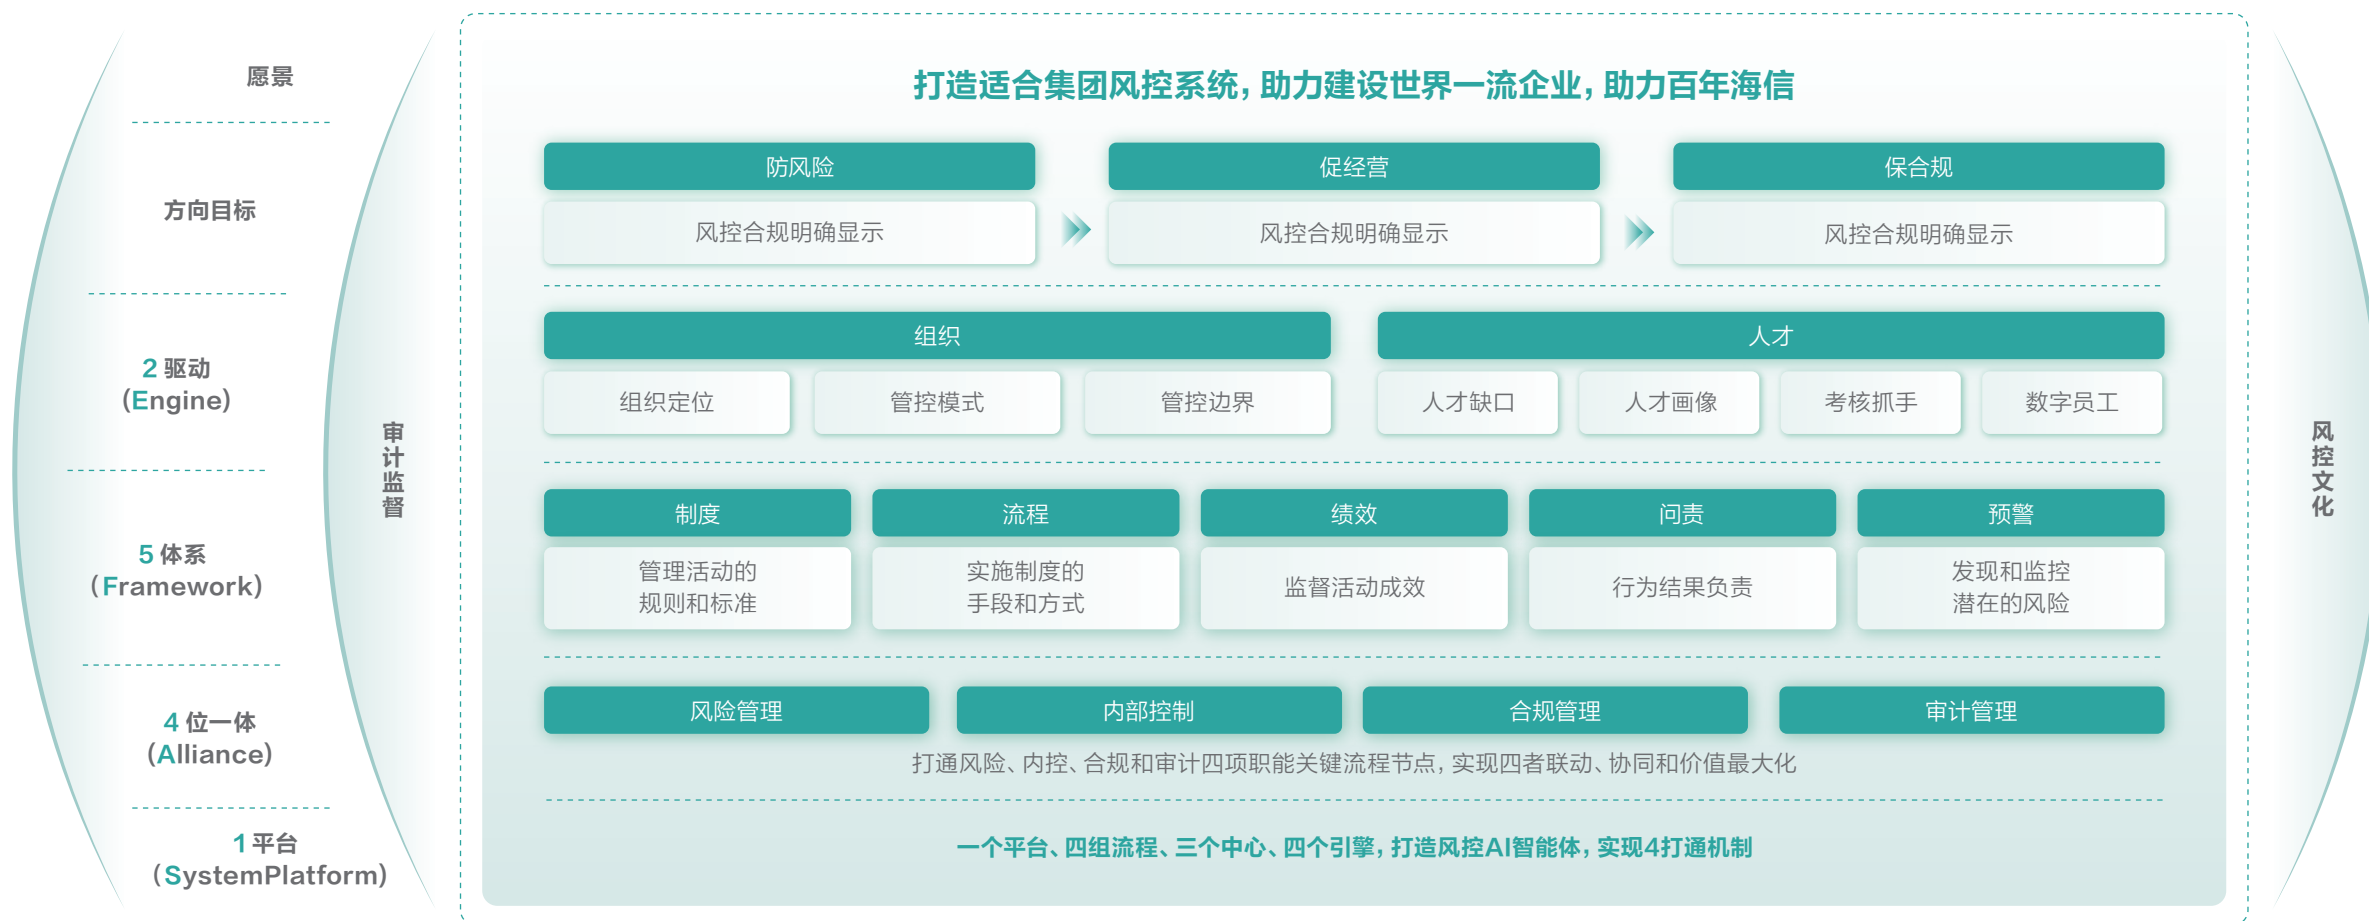 愿景
打造适合集团风控系统,助力建设世界一流企业,助力百年海信
方向目标
防风险
促经营
保合规
风控合规明确显示
风控合规明确显示
风控合规明确显示
2 驱动
(Engine)
组织
人才
组织定位
管控模式
管控边界
人才缺口
人才画像
考核抓手
数字员工
审计监督
风控文化
5 体系
(Framework)
制度
流程
绩效
问责
预警
管理活动的
规则和标准
实施制度的
手段和方式
监督活动成效
行为结果负责
发现和监控
潜在的风险
4 位一体
(Alliance)
风险管理
内部控制
合规管理
审计管理
打通风险、内控、合规和审计四项职能关键流程节点,实现四者联动、协同和价值最大化
1 平台
(SystemPlatform)
一个平台、四组流程、三个中心、四个引擎,打造风控AI智能体,实现4打通机制